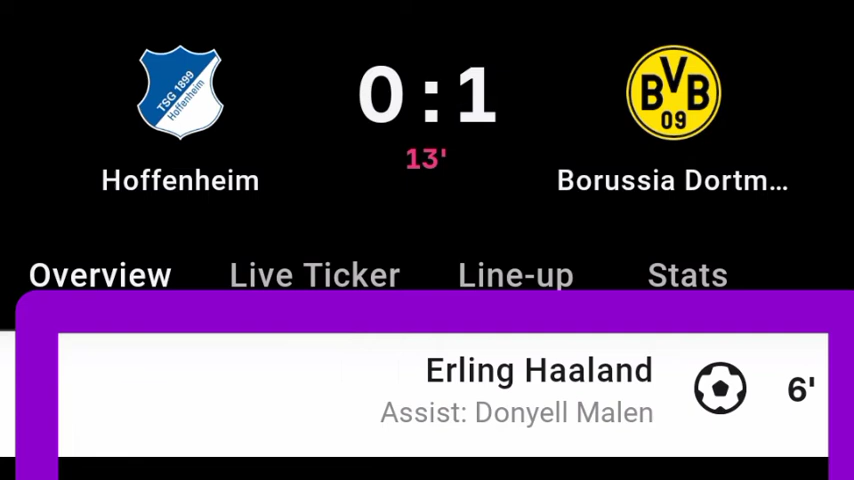 TSG 1899
Hoffenheim
0:1
BVB
09
13'
Hoffenheim
Borussia Dortm...
Overview
Live Ticker
Line-up
Stats
Erling Haaland
6'
Assist: Donyell Malen